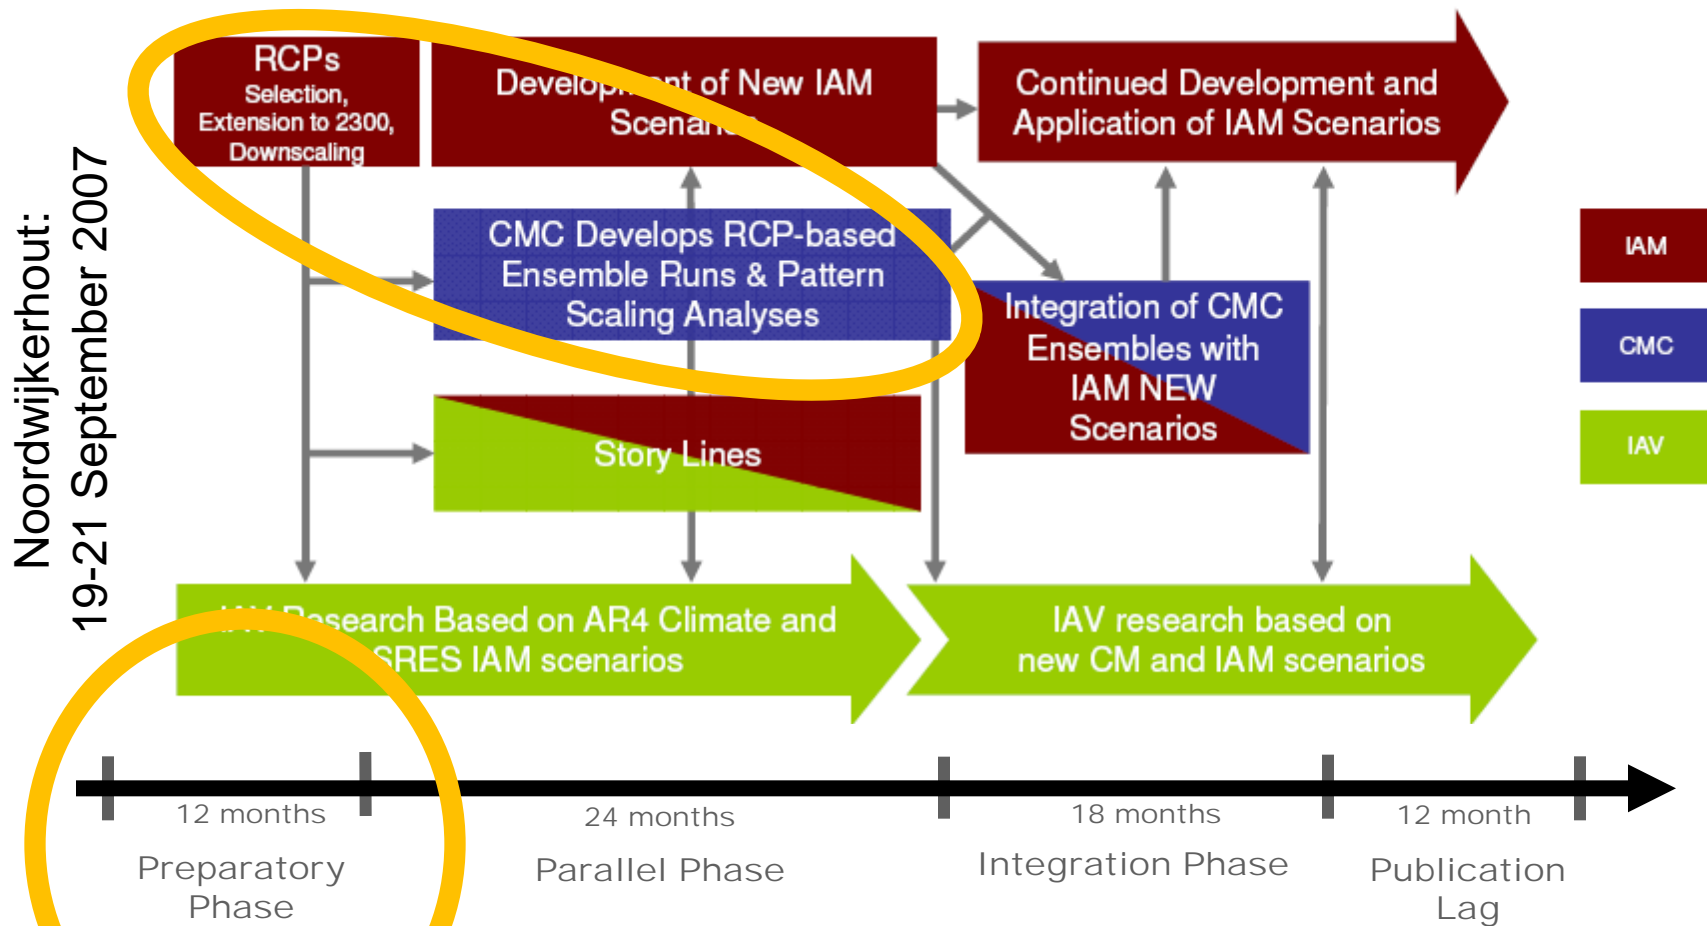 Noordwijkerhout:
19-21 September 2007
RCPs
Selection,
Extension to 2300,
Downscaling
Development of New IAM
Scenarios
Continued Development and
Application of IAM Scenarios
CMC Develops RCP-based
Ensemble Runs & Pattern
Scaling Analyses
Integration of CMC
Ensembles with
IAM NEW
Scenarios
Story Lines
IAM
CMC
IAV
IAV Research Based on AR4 Climate and
SRES IAM scenarios
IAV research based on
new CM and IAM scenarios
12 months
24 months
18 months
12 month
Preparatory
Phase
Parallel Phase
Integration Phase
Publication
Lag